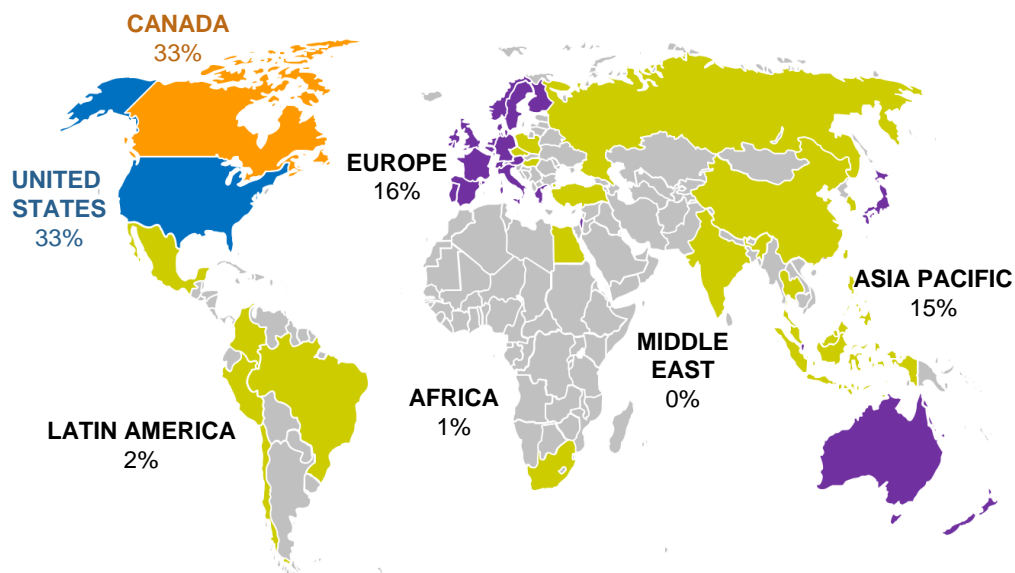 CANADA
33%
UNITED
STATES
33%
EUROPE
16%
ASIA PACIFIC
15%
MIDDLE
EAST
0%
AFRICA
1%
LATIN AMERICA
2%